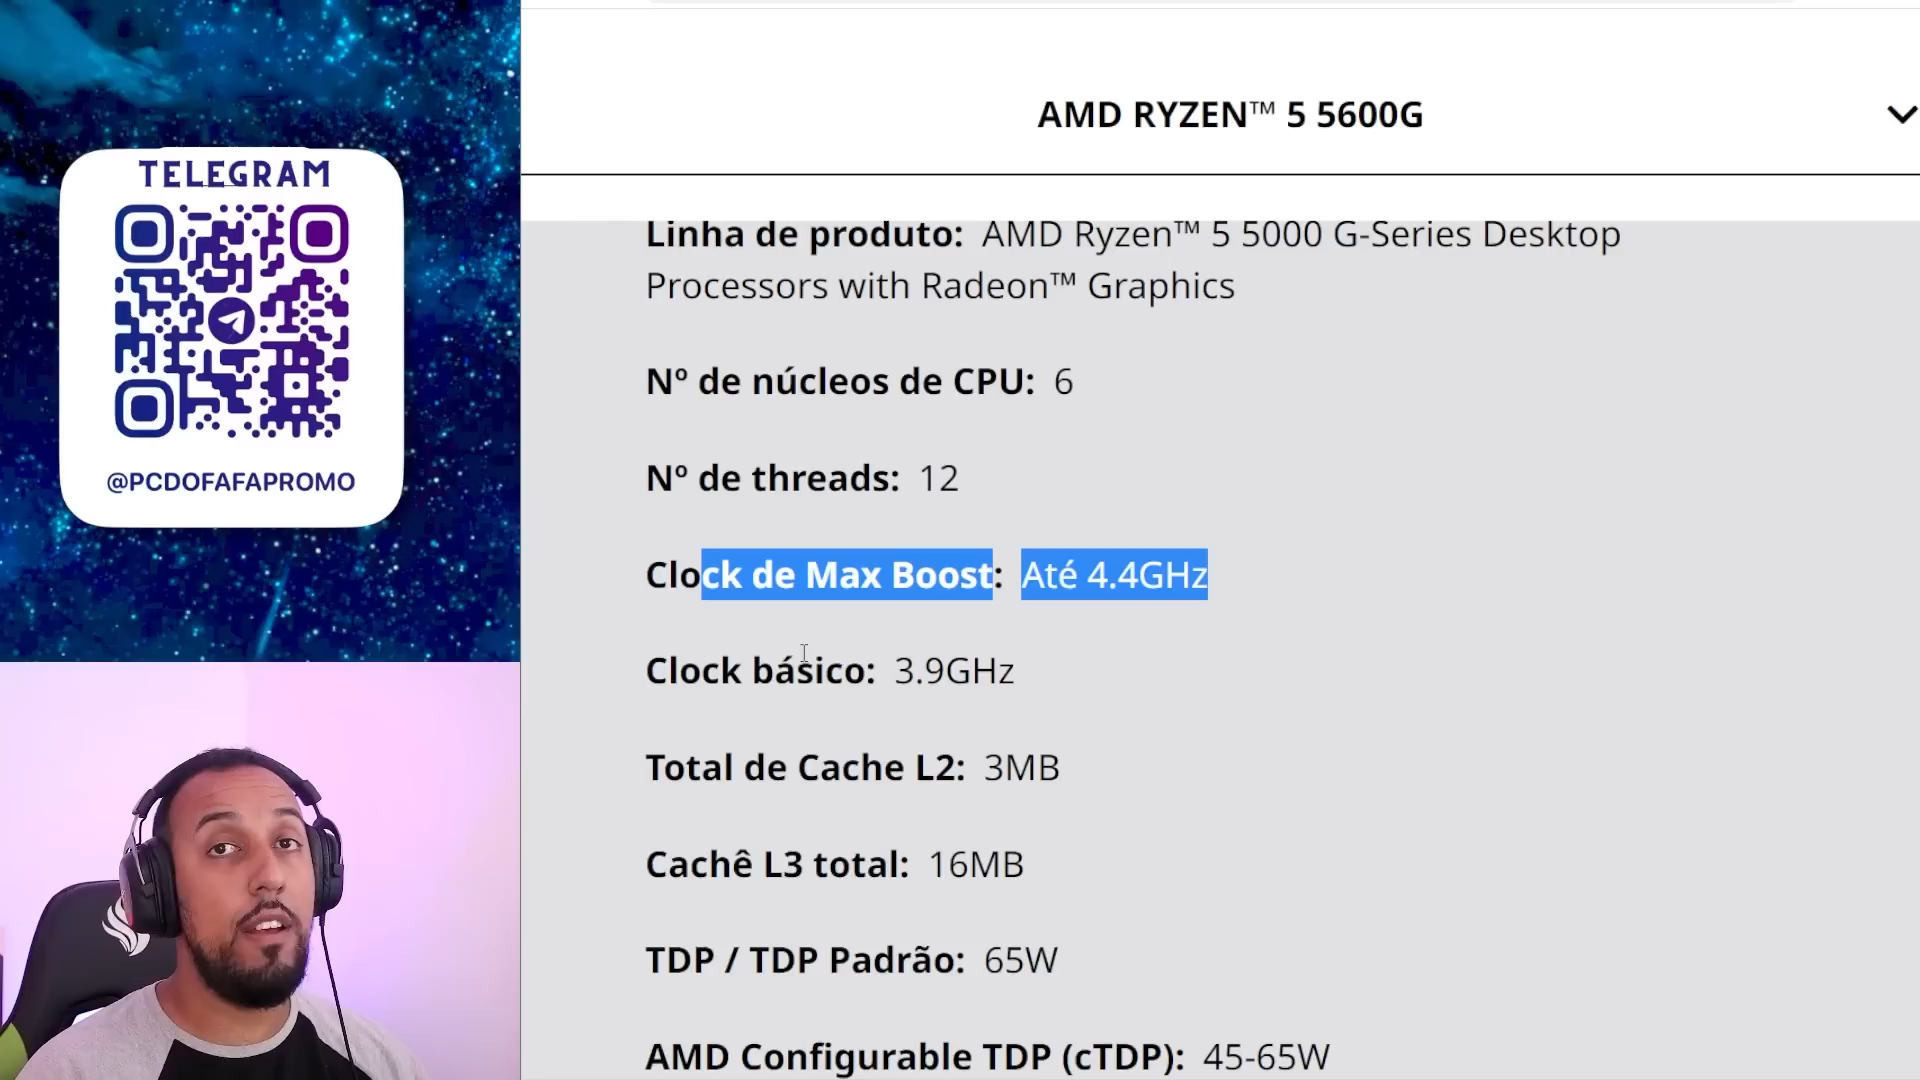 TELEGRAM
@PCDOFAFAPROMO
AMD RYZEN™ 5 5600G
Linha de produto: AMD Ryzen™ 5 5000 G-Series Desktop
Processors with Radeon™ Graphics
Nº de núcleos de CPU: 6
Nº de threads: 12
Clock de Max Boost: Até 4.4GHz
Clock básico: 3.9GHz
Total de Cache L2: 3MB
Cachê L3 total: 16MB
TDP / TDP Padrão: 65W
AMD Configurable TDP (cTDP): 45-65W